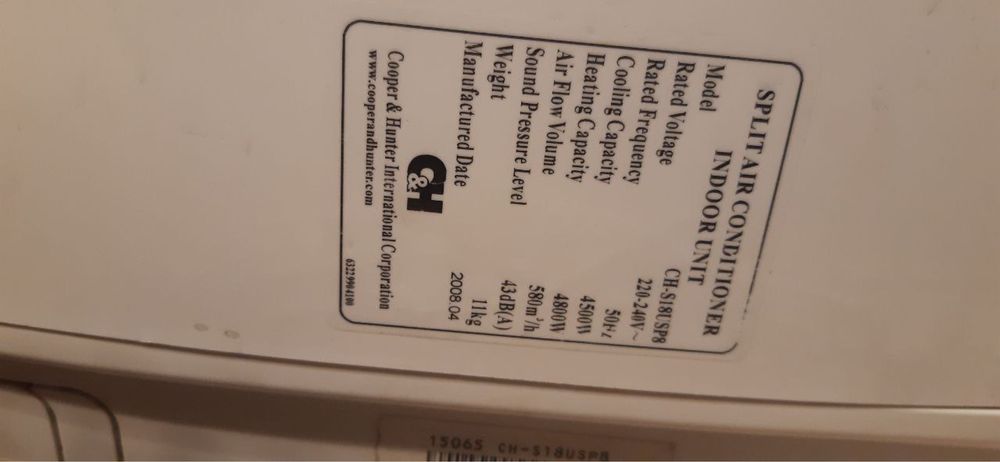 SPLIT AIR CONDITIONER
INDOOR UNIT
Model CH-S18USP8
Rated Voltage 220-240V~
Rated Frequency 50Hz
Cooling Capacity 4500W
Heating Capacity 4800W
Air Flow Volume 580m³/h
Sound Pressure Level 43dB(A)
Weight 11kg
Manufactured Date 2008.04
C&H
Cooper & Hunter International Corporation
www.cooperandhunter.com
63229904100
15065 CH-S18USP8